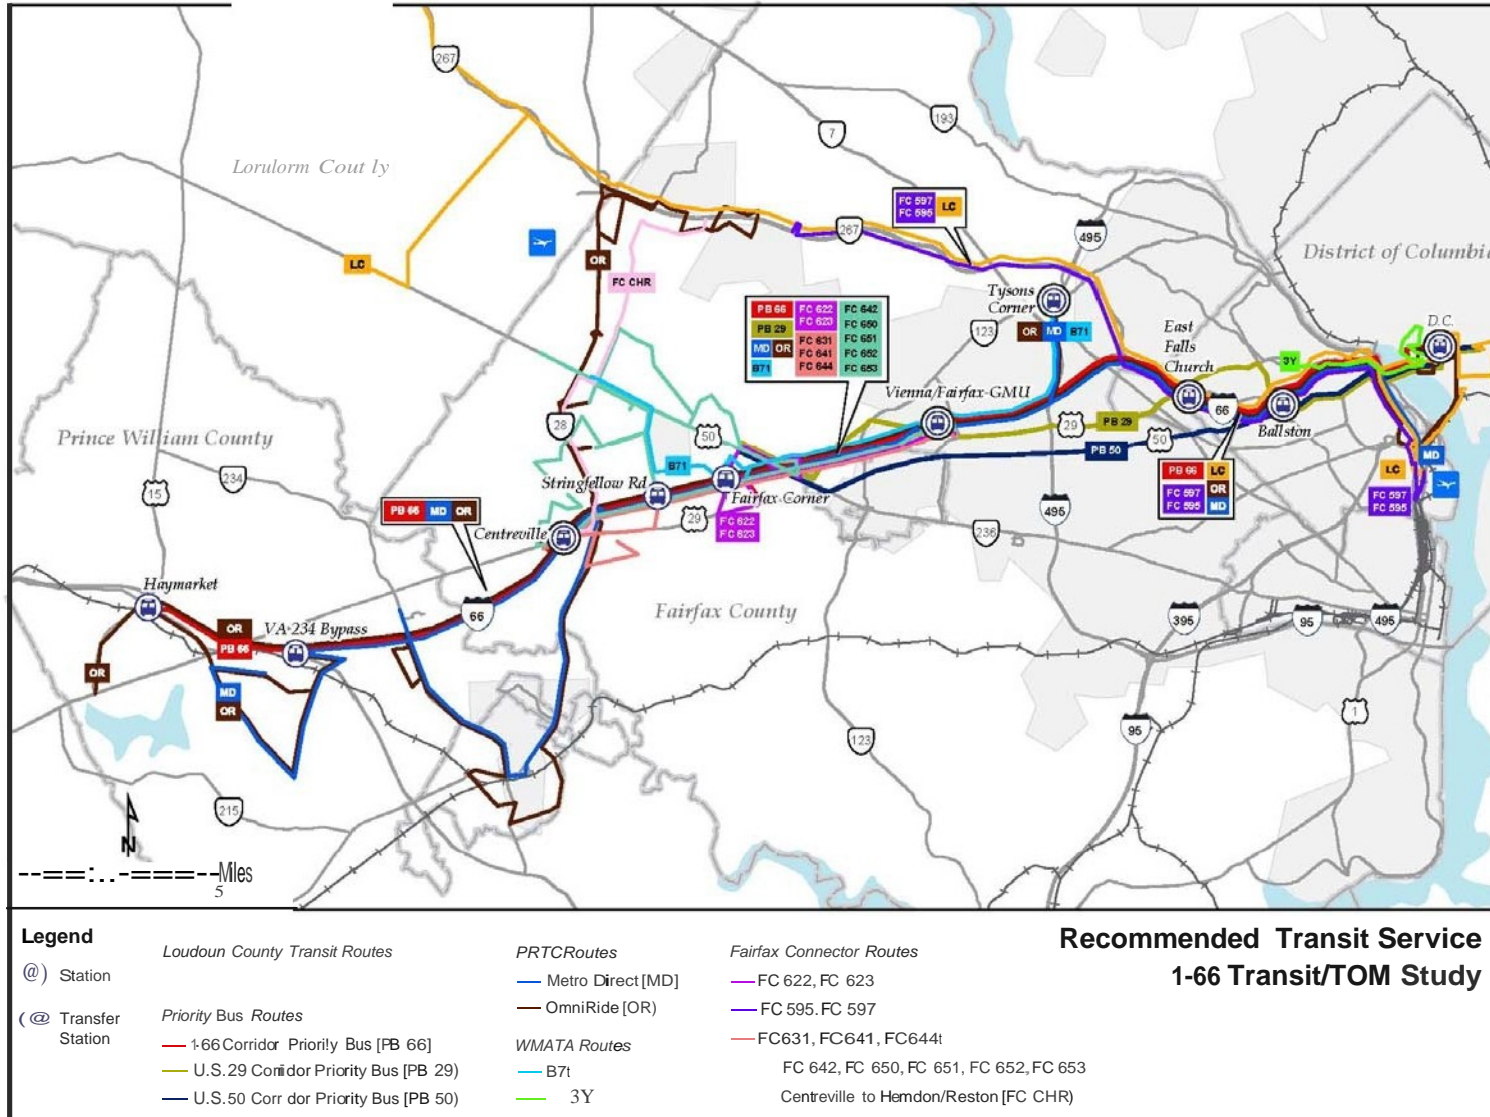 267
193
7
Lorulorm Cout ly
FC 597
FC 595
LC
267
495
District of Columbia
LC
OR
FC CHR
Tysons
Corner
D.C.
PB 66
FC 622
FC 623
FC 642
PB 29
FC 650
MD
OR
FC 631
FC 651
FC 641
FC 652
B71
FC 644
FC 653
123
OR
MD
B71
East
Falls
Church
3Y
Vienna/Fairfax-GMU
66
28
50
29
PB 29
50
Ballston
Prince William County
PB 50
B71
234
15
Stringfellow Rd
Fairfax Corner
PB 66
LC
FC 597
OR
FC 595
MD
LC
MD
FC 597
FC 595
PB 66
MD
OR
Centreville
29
FC 622
FC 623
495
236
Haymarket
66
Fairfax County
395
95
495
OR
VA-234 Bypass
PB 66
OR
MD
OR
1
95
123
215
N
--==:..-===--Miles
5
Legend
@) Station
(@ Transfer
Station
Loudoun County Transit Routes
Priority Bus Routes
1-66 Corridor Priori!y Bus [PB 66]
U.S.29 Comidor Priority Bus [PB 29)
U.S.50 Corr dor Priority Bus [PB 50)
PRTCRoutes
Metro Direct [MD]
OmniRide [OR)
WMATA Routes
B7t
3Y
Fairfax Connector Routes
FC 622, FC 623
FC 595. FC 597
FC631, FC641, FC644t
FC 642, FC 650, FC 651, FC 652, FC 653
Centreville to Hemdon/Reston [FC CHR)
Recommended Transit Service
1-66 Transit/TOM Study